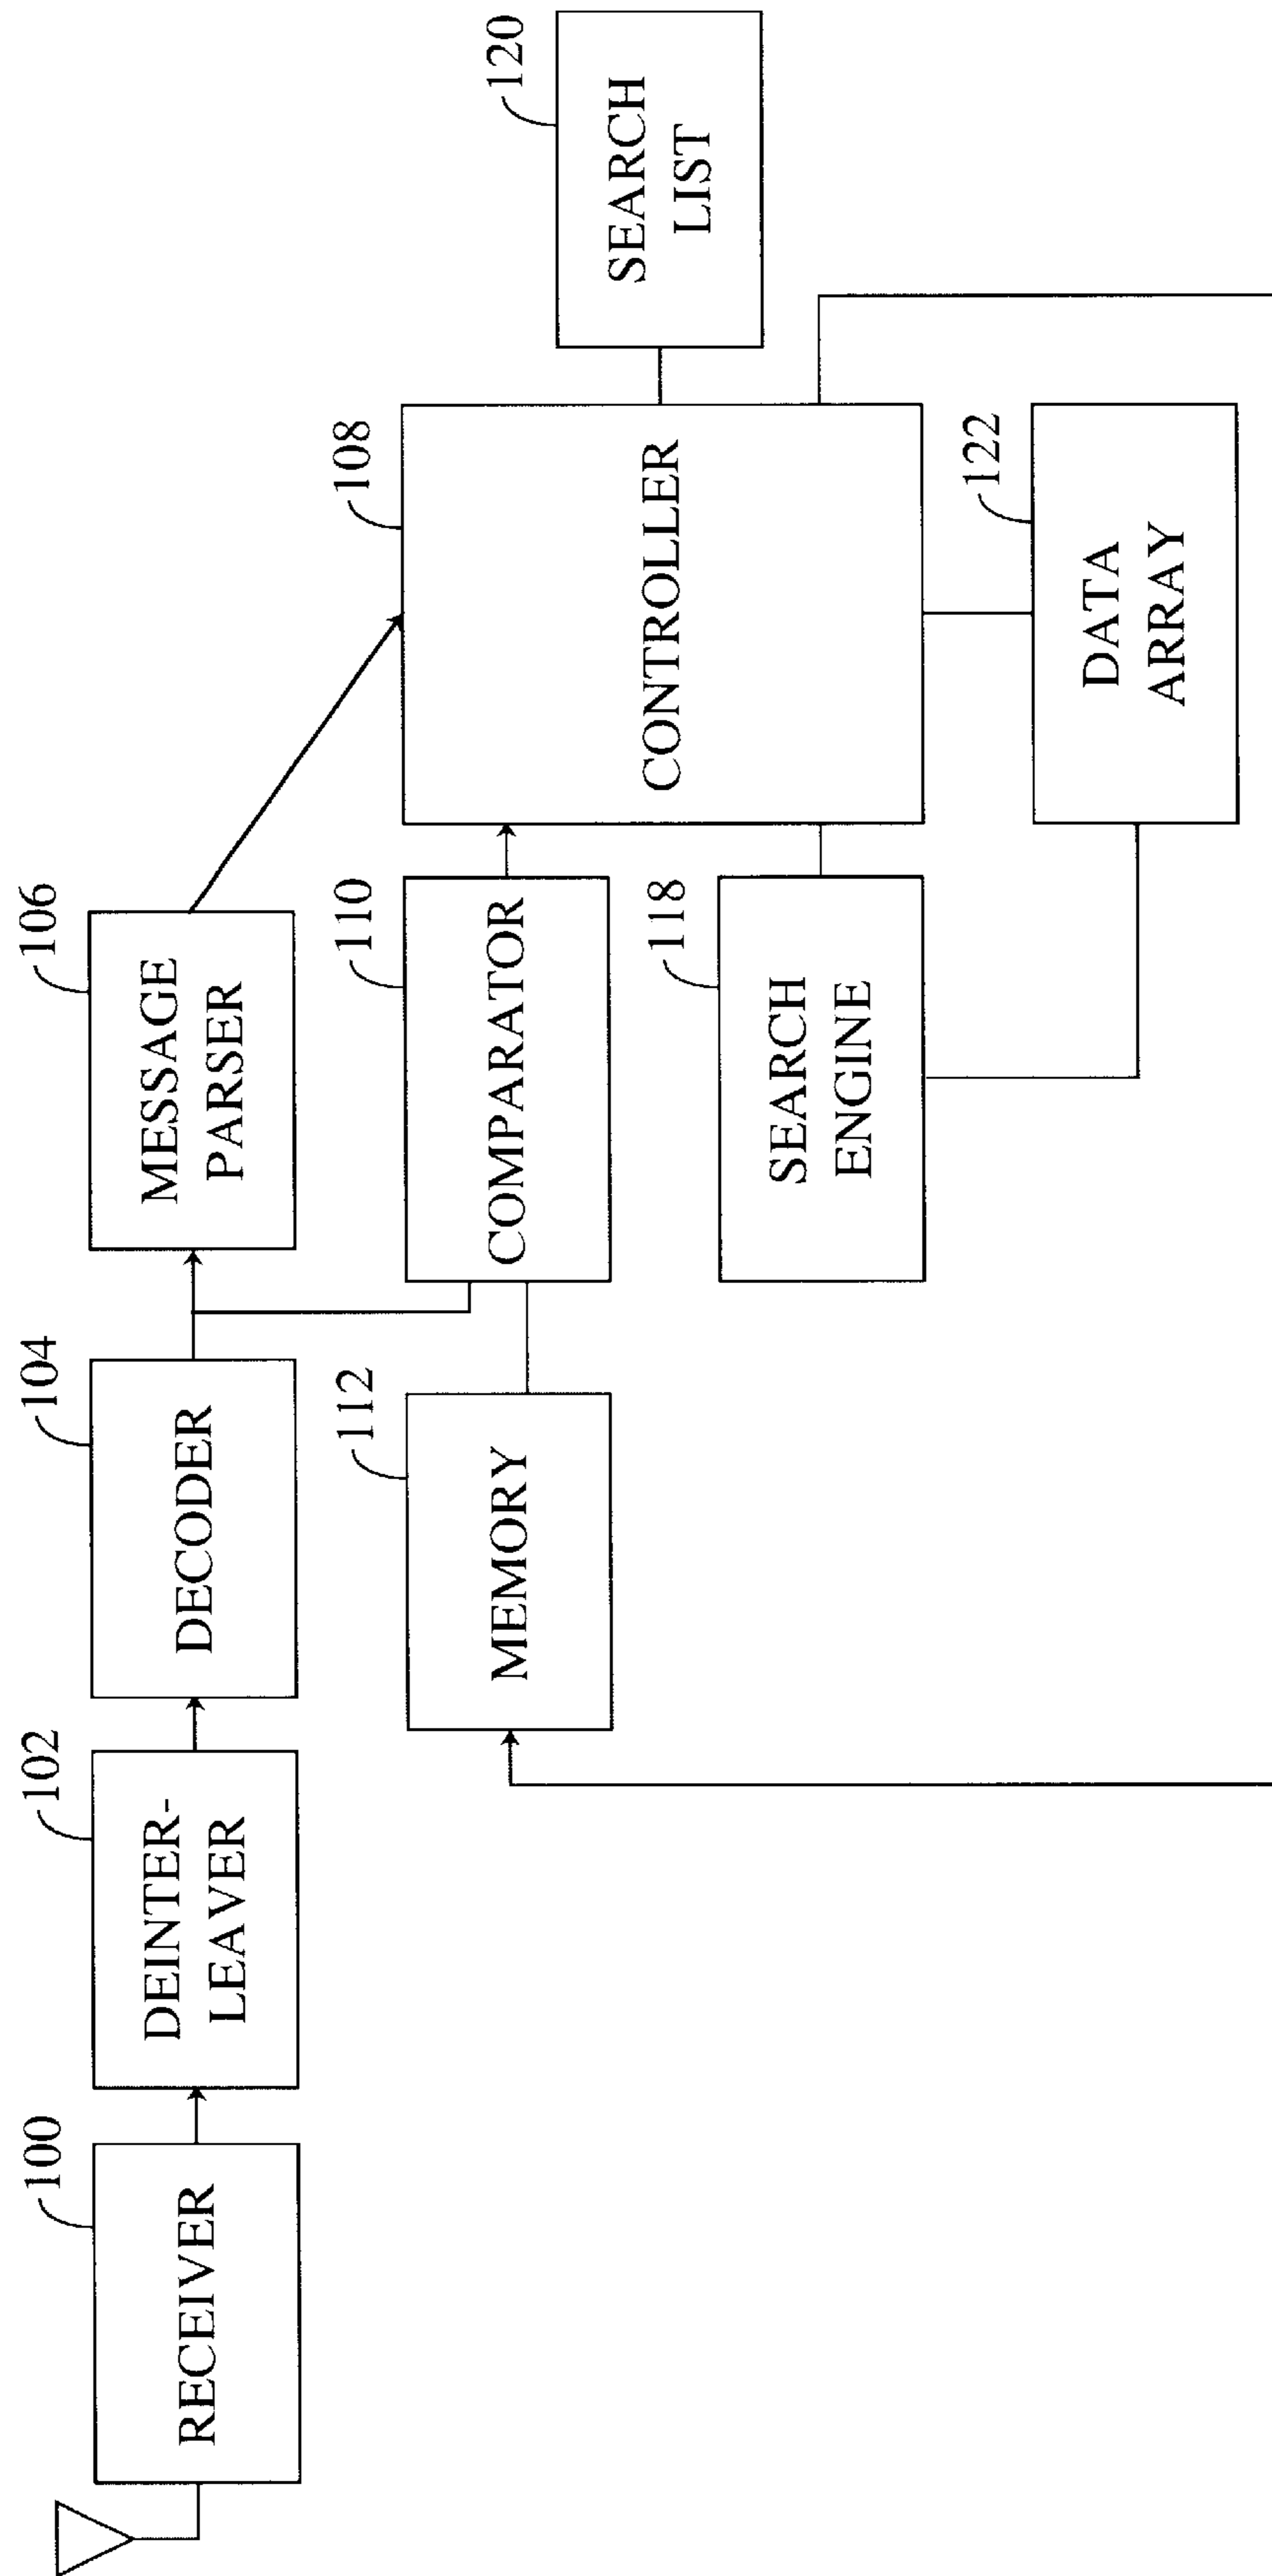 100
RECEIVER
102
DEINTER-
LEAVER
104
DECODER
106
MESSAGE
PARSER
112
MEMORY
110
COMPARATOR
108
CONTROLLER
120
SEARCH
LIST
118
SEARCH
ENGINE
122
DATA
ARRAY